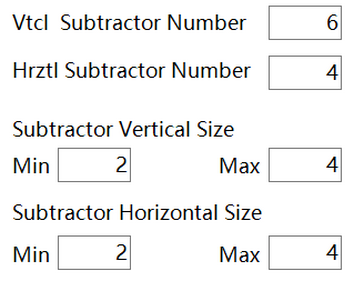 Vtcl  Subtractor Number 6
Hrztl Subtractor Number 4
Subtractor Vertical Size
Min 2 Max 4
Subtractor Horizontal Size
Min 2 Max 4